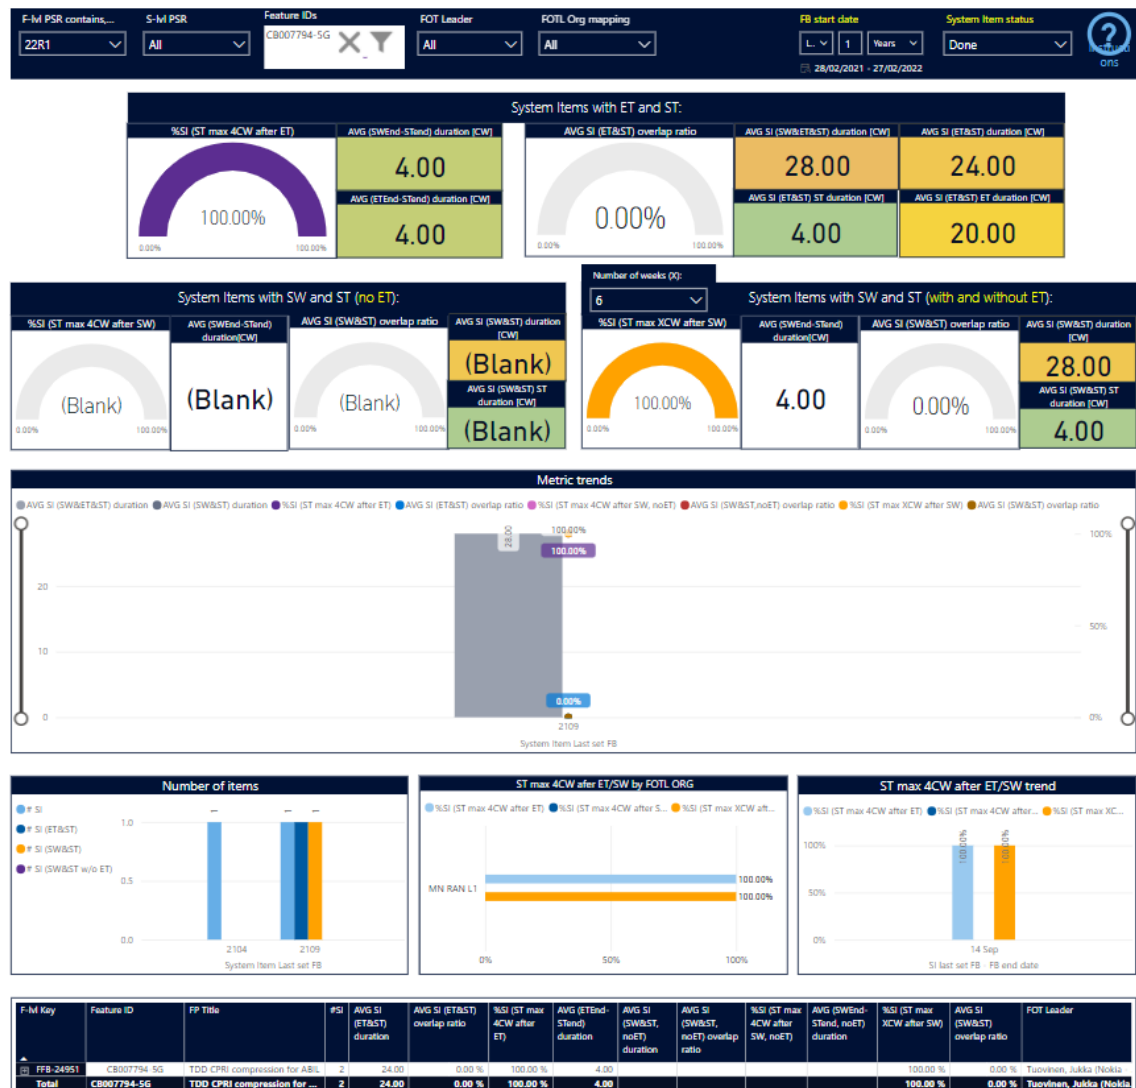 F-lvl PSR contains,... S-lvl PSR Feature IDs FOT Leader FOTL Org mapping FB start date System Item status
22R1 All CB007794-5G All All L.. 1 Years Done
28/02/2021 - 27/02/2022
?
ons
System Items with ET and ST:
%SI (ST max 4CW after ET) AVG (SWEnd-STend) duration [CW] AVG SI (ET&ST) overlap ratio AVG SI (SW&ET&ST) duration [CW] AVG SI (ET&ST) duration [CW]
100.00% 4.00 0.00% 28.00 24.00
AVG (ETEnd-STend) duration [CW] AVG SI (ET&ST) ST duration [CW] AVG SI (ET&ST) ET duration [CW]
4.00 4.00 20.00
0.00% 100.00% 0.00% 100.00%
Number of weeks (X):
6
System Items with SW and ST (no ET): System Items with SW and ST (with and without ET):
%SI (ST max 4CW after SW) AVG (SWEnd-STend) duration[CW] AVG SI (SW&ST) overlap ratio AVG SI (SW&ST) duration [CW]
(Blank) (Blank) (Blank) (Blank)
AVG SI (SW&ST) ST duration [CW]
(Blank)
0.00% 100.00% 0.00% 100.00%
%SI (ST max XCW after SW) AVG (SWEnd-STend) duration[CW] AVG SI (SW&ST) overlap ratio AVG SI (SW&ST) duration [CW]
100.00% 4.00 0.00% 28.00
AVG SI (SW&ST) ST duration [CW]
4.00
0.00% 100.00% 0.00% 100.00%
Metric trends
AVG SI (SW&ET&ST) duration AVG SI (SW&ST) duration %SI (ST max 4CW after ET) AVG SI (ET&ST) overlap ratio %SI (ST max 4CW after SW, noET) AVG SI (SW&ST,noET) overlap ratio %SI (ST max XCW after SW) AVG SI (SW&ST) overlap ratio
28.00 100.00% 100%
100.00%
20
50%
10
0.00%
0 0%
2109
System Item Last set FB
Number of items
# SI
# SI (ET&ST)
# SI (SW&ST)
# SI (SW&ST w/o ET)
1 1 1
1.0
0.5
0.0
2104 2109
System Item Last set FB
ST max 4CW afer ET/SW by FOTL ORG
%SI (ST max 4CW after ET) %SI (ST max 4CW after S... %SI (ST max XCW aft...
MN RAN L1 100.00%
100.00%
0% 50% 100%
ST max 4CW after ET/SW trend
%SI (ST max 4CW after ET) %SI (ST max 4CW after... %SI (ST max XC...
100% 100.00% 100.00%
50%
0%
14 Sep
SI last set FB - FB end date
F-lvl Key Feature ID FP Title #SI AVG SI (ET&ST) duration AVG SI (ET&ST) overlap ratio %SI (ST max 4CW after ET) AVG (ETEnd-STend) duration AVG SI (SW&ST, noET) duration AVG SI (SW&ST, noET) overlap ratio %SI (ST max 4CW after SW, noET) AVG (SWEnd-STend, noET) duration %SI (ST max XCW after SW) AVG SI (SW&ST) overlap ratio FOT Leader
FFB-24951 CB007794-5G TDD CPRI compression for ABIL 2 24.00 0.00 % 100.00 % 4.00 100.00 % 0.00 % Tuovinen, Jukka (Nokia -
Total CB007794-5G TDD CPRI compression for ... 2 24.00 0.00 % 100.00 % 4.00 100.00 % 0.00 % Tuovinen, Jukka (Nokia